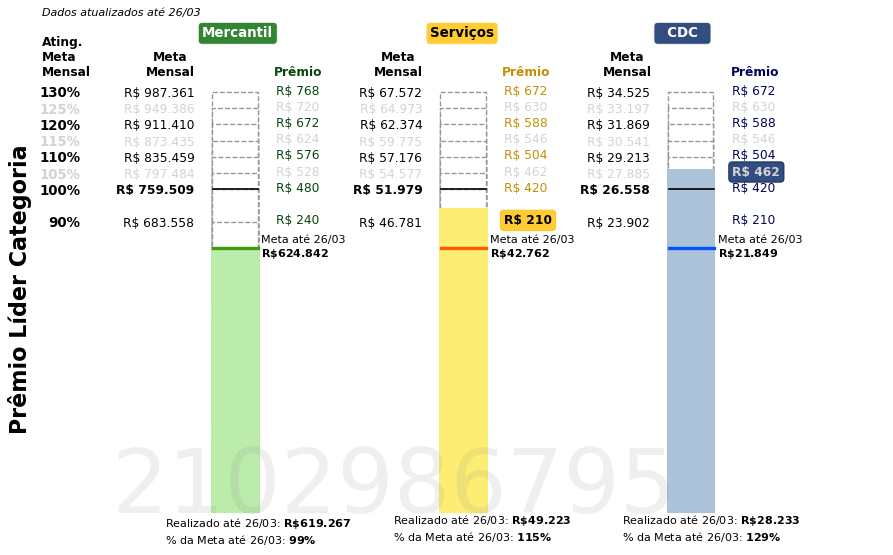 Dados atualizados até 26/03
Mercantil Serviços CDC
Ating.
Meta Meta Meta Meta
Mensal Mensal Prêmio Mensal Prêmio Mensal Prêmio
130% R$ 987.361 R$ 768 R$ 67.572 R$ 672 R$ 34.525 R$ 672
125% R$ 949.386 R$ 720 R$ 64.973 R$ 630 R$ 33.197 R$ 630
120% R$ 911.410 R$ 672 R$ 62.374 R$ 588 R$ 31.869 R$ 588
115% R$ 873.435 R$ 624 R$ 59.775 R$ 546 R$ 30.541 R$ 546
110% R$ 835.459 R$ 576 R$ 57.176 R$ 504 R$ 29.213 R$ 504
105% R$ 797.484 R$ 528 R$ 54.577 R$ 462 R$ 27.885 R$ 462
100% R$ 759.509 R$ 480 R$ 51.979 R$ 420 R$ 26.558 R$ 420
90% R$ 683.558 R$ 240 R$ 46.781 R$ 210 R$ 23.902 R$ 210
Meta até 26/03 Meta até 26/03 Meta até 26/03
R$624.842 R$42.762 R$21.849
Prêmio Líder Categoria
2102986795
Realizado até 26/03: R$619.267 Realizado até 26/03: R$49.223 Realizado até 26/03: R$28.233
% da Meta até 26/03: 99% % da Meta até 26/03: 115% % da Meta até 26/03: 129%